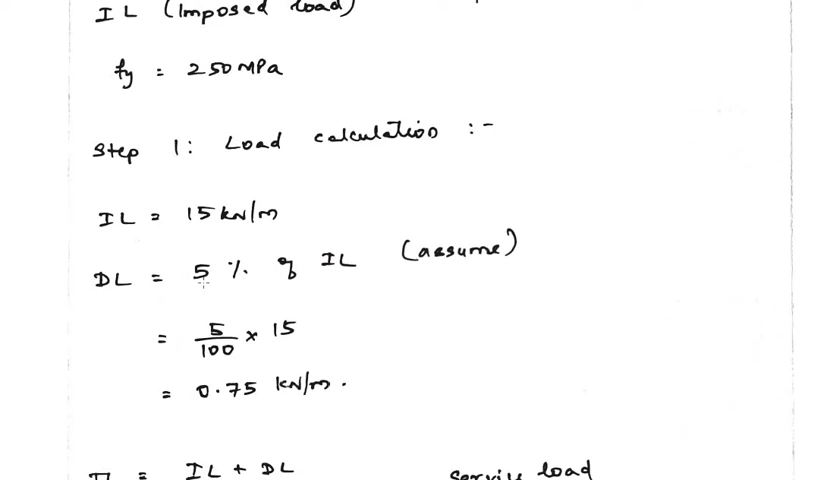 IL (Imposed load)
fy = 250MPa
Step 1: Load calculation :-
IL = 15 kN/m
DL = 5 % of IL (assume)
= 5/100 × 15
= 0.75 kN/m.
TL = IL + DL service load